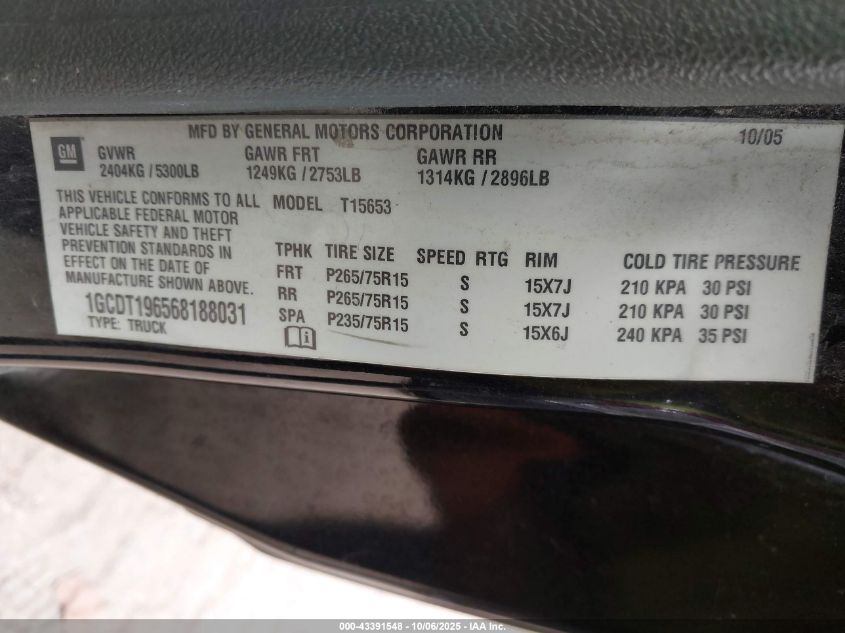 MFD BY GENERAL MOTORS CORPORATION 10/05
GM
GVWR GAWR FRT GAWR RR
2404KG / 5300LB 1249KG / 2753LB 1314KG / 2896LB
THIS VEHICLE CONFORMS TO ALL
APPLICABLE FEDERAL MOTOR
VEHICLE SAFETY AND THEFT
PREVENTION STANDARDS IN
EFFECT ON THE DATE OF
MANUFACTURE SHOWN ABOVE.
1GCDT196568188031
TYPE: TRUCK
MODEL T15653
TPHK TIRE SIZE SPEED RTG RIM COLD TIRE PRESSURE
FRT P265/75R15 S 15X7J 210 KPA 30 PSI
RR P265/75R15 S 15X7J 210 KPA 30 PSI
SPA P235/75R15 S 15X6J 240 KPA 35 PSI
000-43391548 - 10/06/2025 - IAA Inc.